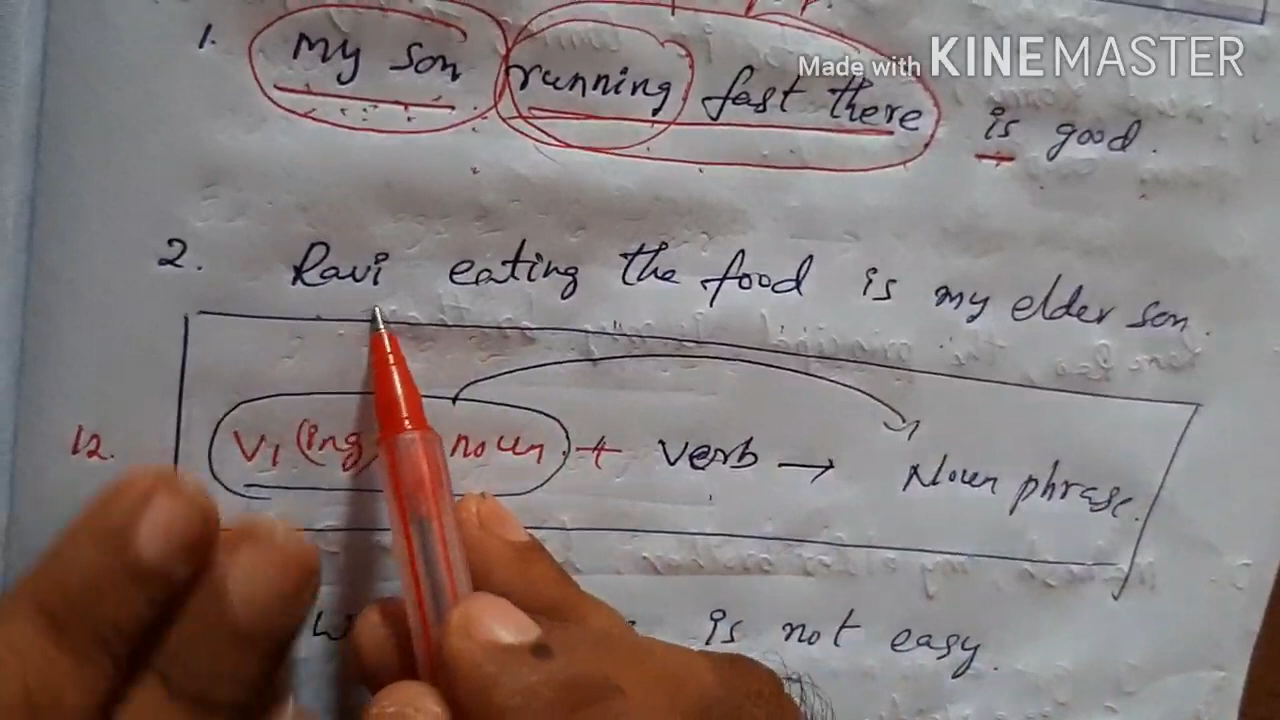 Made with KINEMASTER
1. My son running fast there is good.
2. Ravi eating the food is my elder son.
12. V1 (ing) noun + verb → Noun phrase.
is not easy.